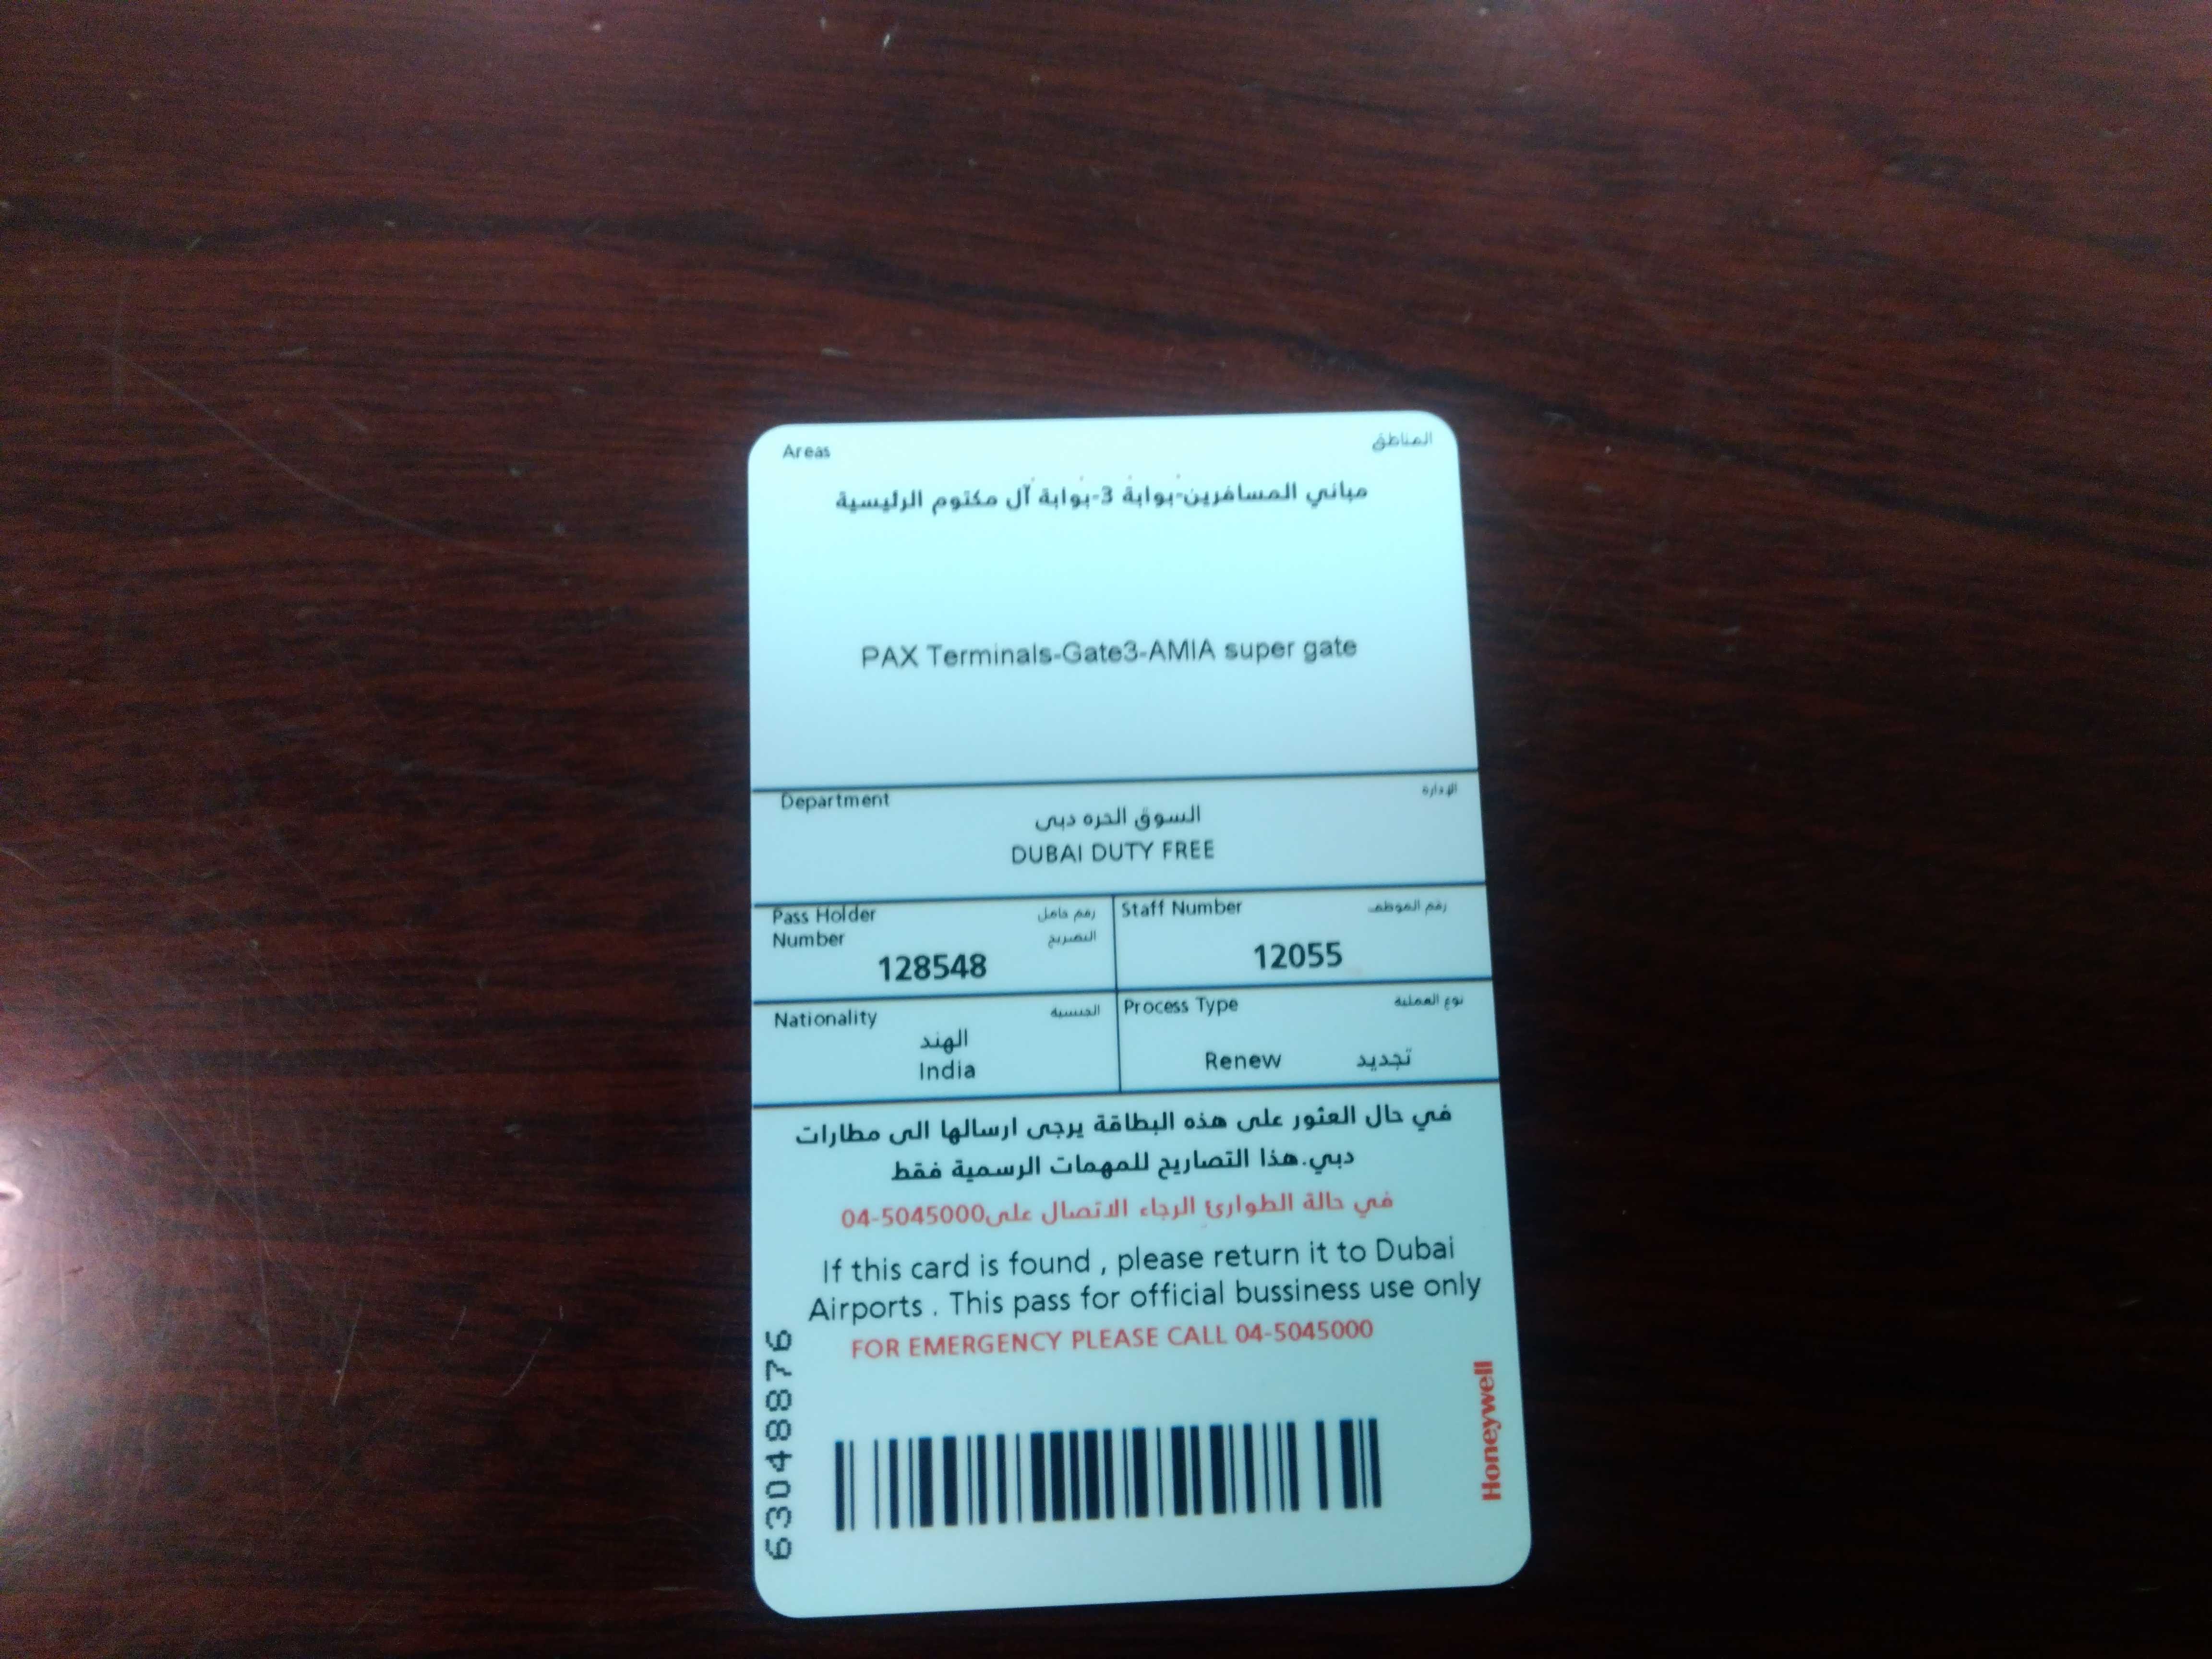 Areas المناطق
مباني المسافرين-بوابة 3-بوابة آل مكتوم الرئيسية
PAX Terminals-Gate3-AMIA super gate
Department الإدارة
السوق الحره دبى
DUBAI DUTY FREE
Pass Holder رقم حامل
Number التصريح
128548
Staff Number رقم الموظف
12055
Nationality الجنسية
الهند
India
Process Type نوع العملية
Renew تجديد
في حال العثور على هذه البطاقة يرجى ارسالها الى مطارات
دبي.هذا التصاريح للمهمات الرسمية فقط
في حالة الطوارئ الرجاء الاتصال على04-5045000
If this card is found , please return it to Dubai
Airports . This pass for official bussiness use only
FOR EMERGENCY PLEASE CALL 04-5045000
63048876
Honeywell